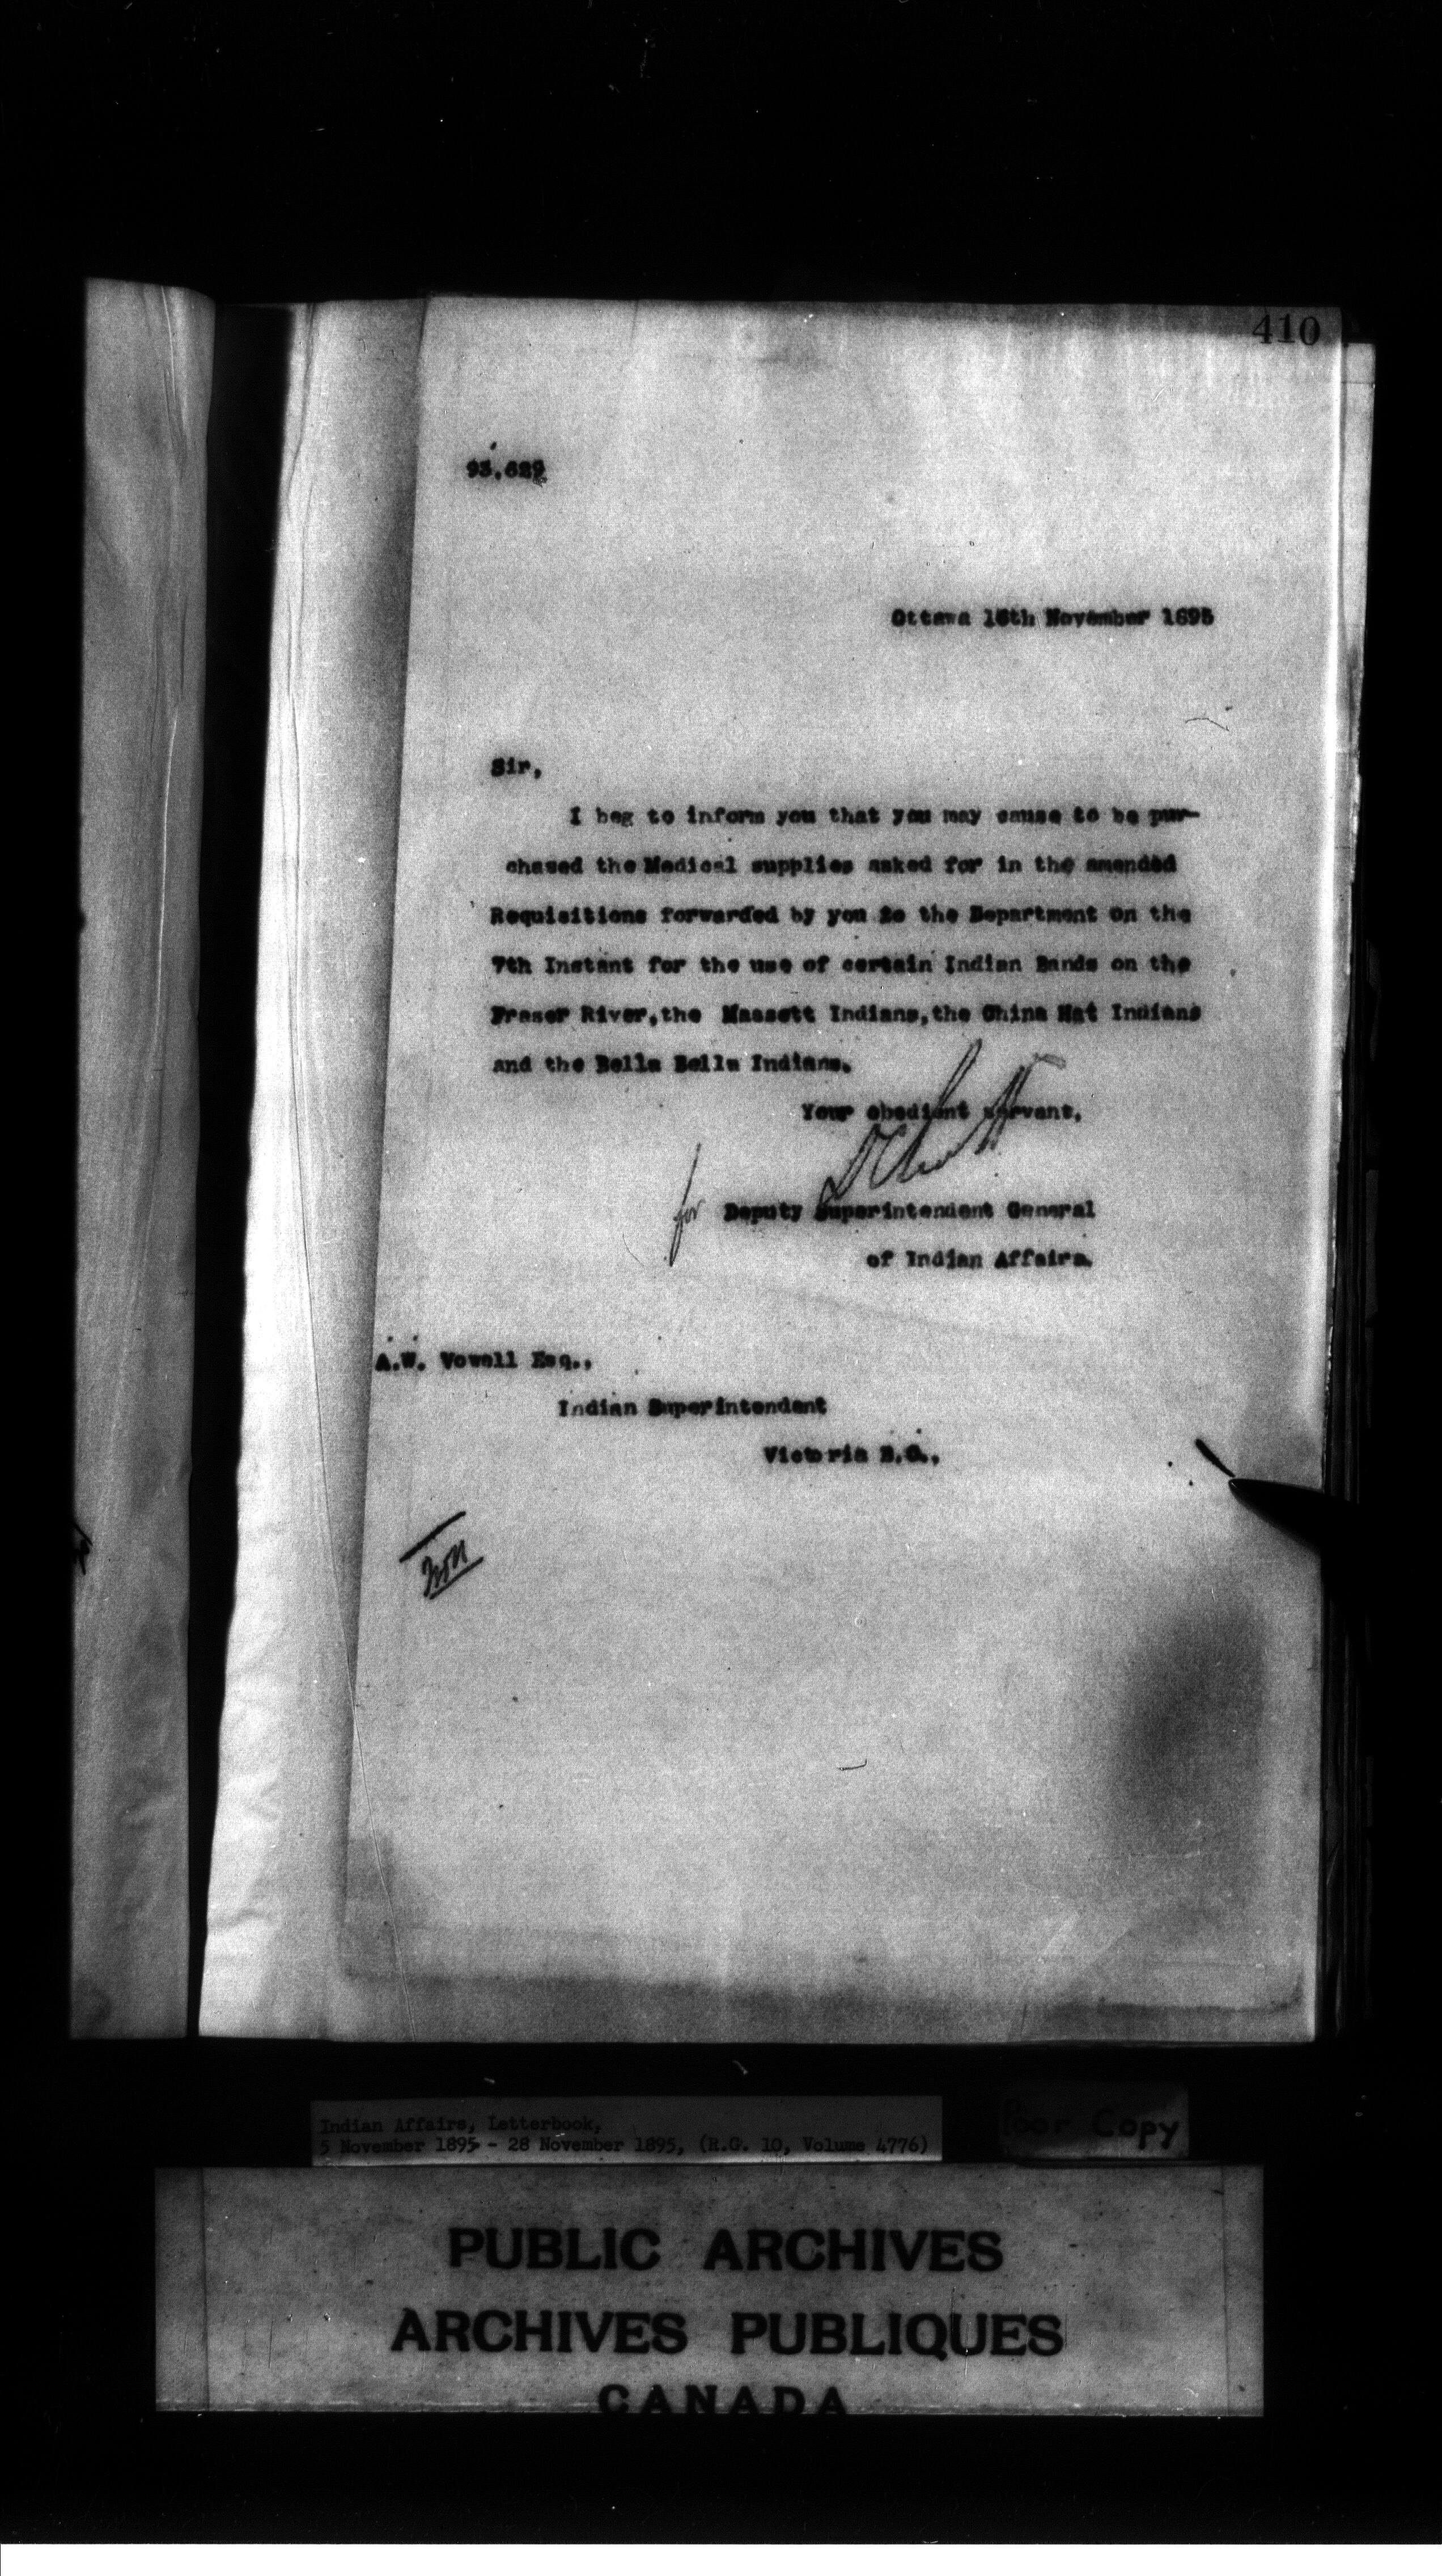 410
93,629
Ottawa 16th November 1895
Sir,
I beg to inform you that you may cause to be pur-
chased the Medical supplies asked for in the amended
Requisitions forwarded by you to the Department on the
7th Instant for the use of certain Indian Bands on the
Fraser River, the Massett Indians, the China Hat Indians
and the Bella Bella Indians.
Your obedient servant,
for Deputy Superintendent General
of Indian Affairs.
A.W. Vowell Esq.,
Indian Superintendent
Victoria B.C.,
Indian Affairs, Letterbook,
5 November 1895 - 28 November 1895, (R.G. 10, Volume 4776)
Poor Copy
PUBLIC ARCHIVES
ARCHIVES PUBLIQUES
CANADA